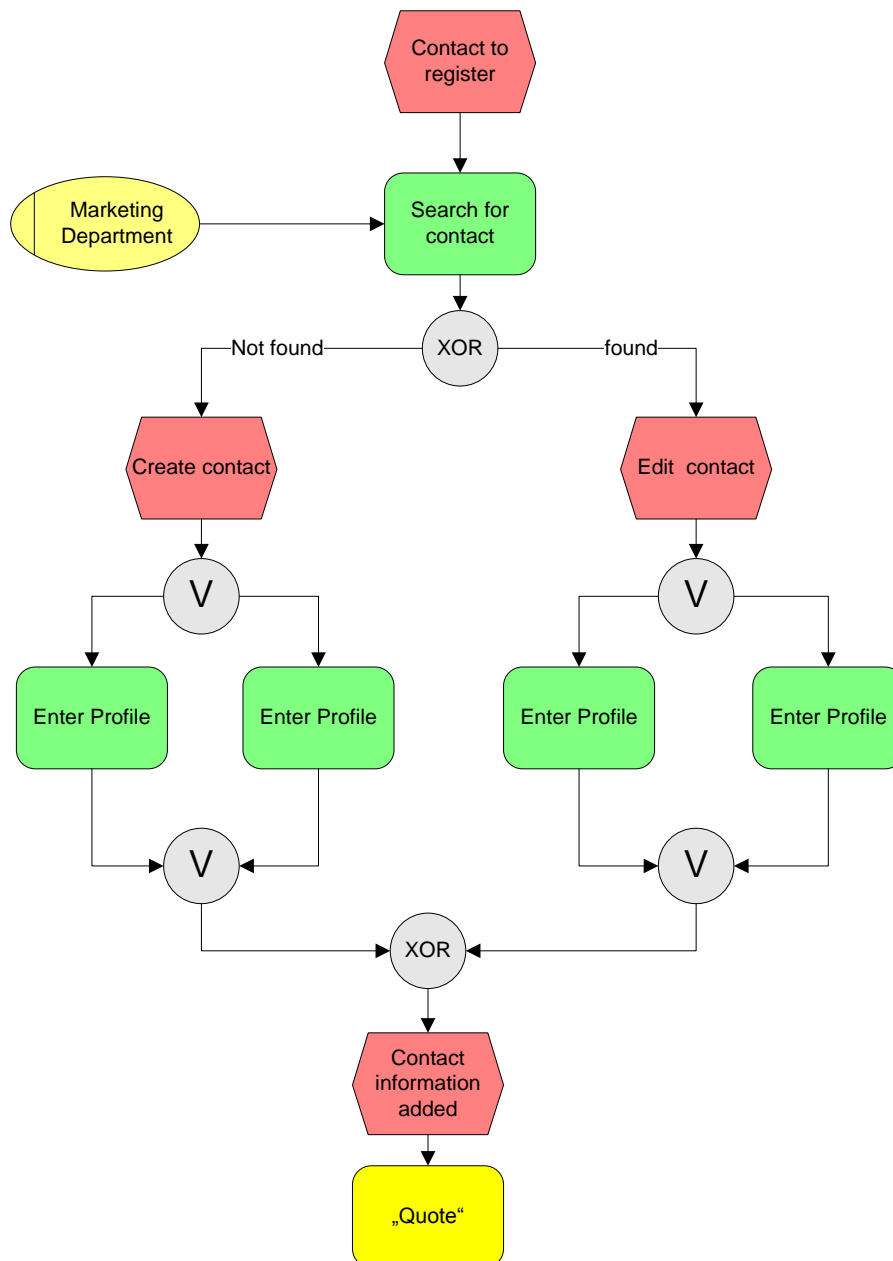 Contact to
register
Marketing
Department
Search for
contact
Not found
XOR
found
Create contact
Edit  contact
V
V
Enter Profile
Enter Profile
Enter Profile
Enter Profile
V
V
XOR
Contact
information
added
„Quote“